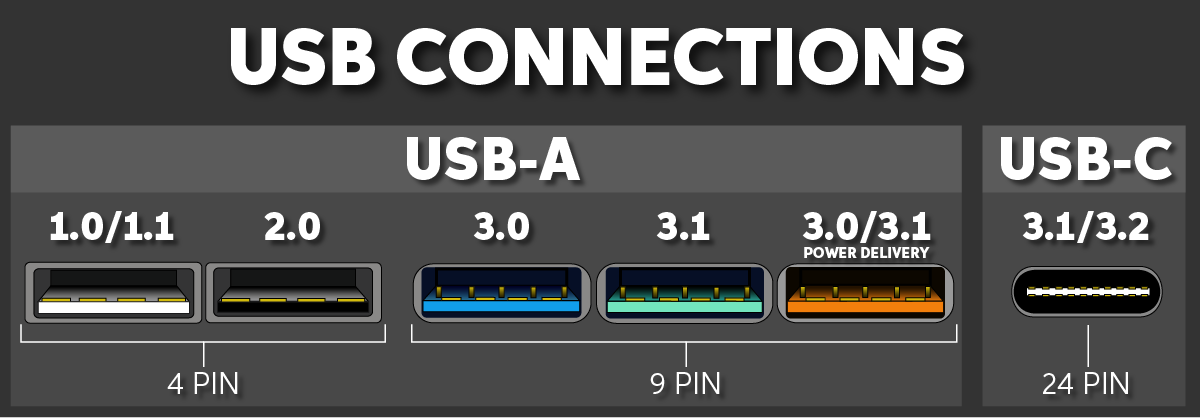 USB CONNECTIONS
USB-A
USB-C
1.0/1.1
2.0
3.0
3.1
3.0/3.1
POWER DELIVERY
3.1/3.2
4 PIN
9 PIN
24 PIN